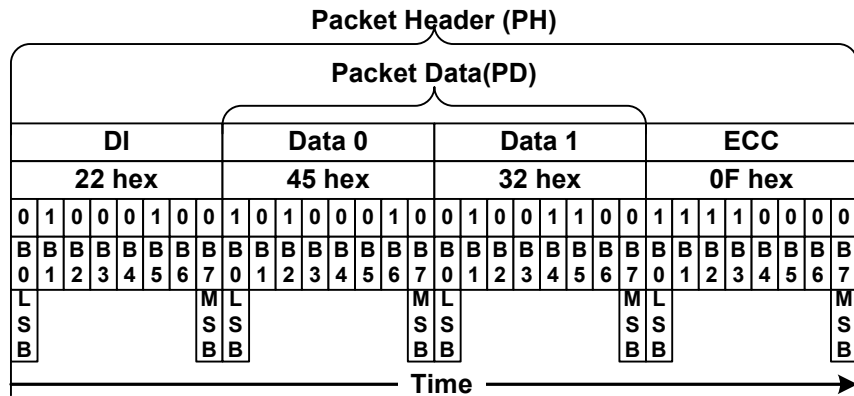 Packet Header (PH)
Packet Data(PD)
DI Data 0 Data 1 ECC
22 hex 45 hex 32 hex 0F hex
0 1 0 0 0 1 0 0 1 0 1 0 0 0 1 0 0 1 0 0 1 1 0 0 1 1 1 1 0 0 0 0
B0 B1 B2 B3 B4 B5 B6 B7 B0 B1 B2 B3 B4 B5 B6 B7 B0 B1 B2 B3 B4 B5 B6 B7 B0 B1 B2 B3 B4 B5 B6 B7
LSB MSB LSB MSB LSB MSB LSB MSB
Time